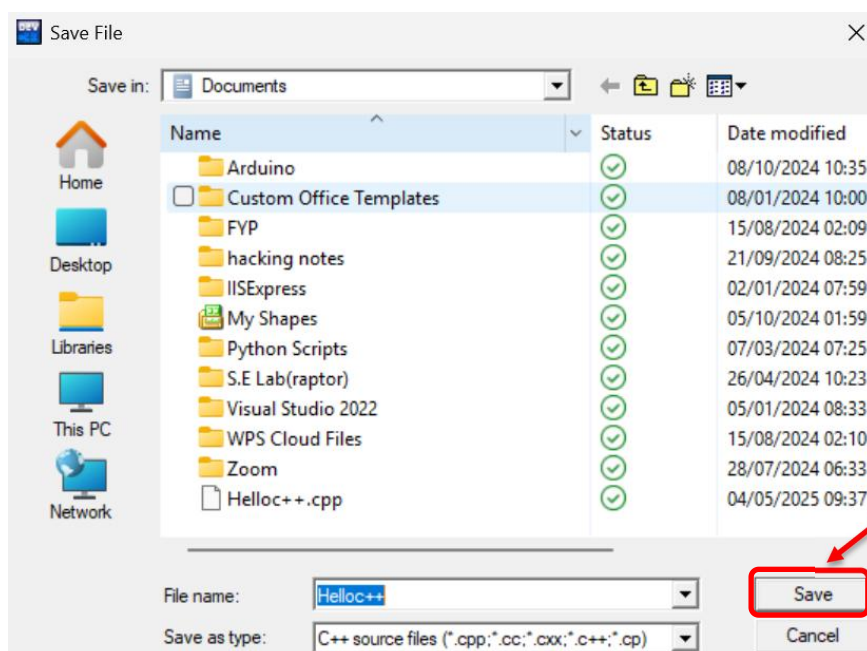 Save File
Save in: Documents
Name Status Date modified
Arduino 08/10/2024 10:35
Custom Office Templates 08/01/2024 10:00
FYP 15/08/2024 02:09
hacking notes 21/09/2024 08:25
IISExpress 02/01/2024 07:59
My Shapes 05/10/2024 01:59
Python Scripts 07/03/2024 07:25
S.E Lab(raptor) 26/04/2024 10:23
Visual Studio 2022 05/01/2024 08:33
WPS Cloud Files 15/08/2024 02:10
Zoom 28/07/2024 06:33
Helloc++.cpp 04/05/2025 09:37
Home
Desktop
Libraries
This PC
Network
File name: Helloc++ Save
Save as type: C++ source files (*.cpp;*.cc;*.cxx;*.c++;*.cp) Cancel